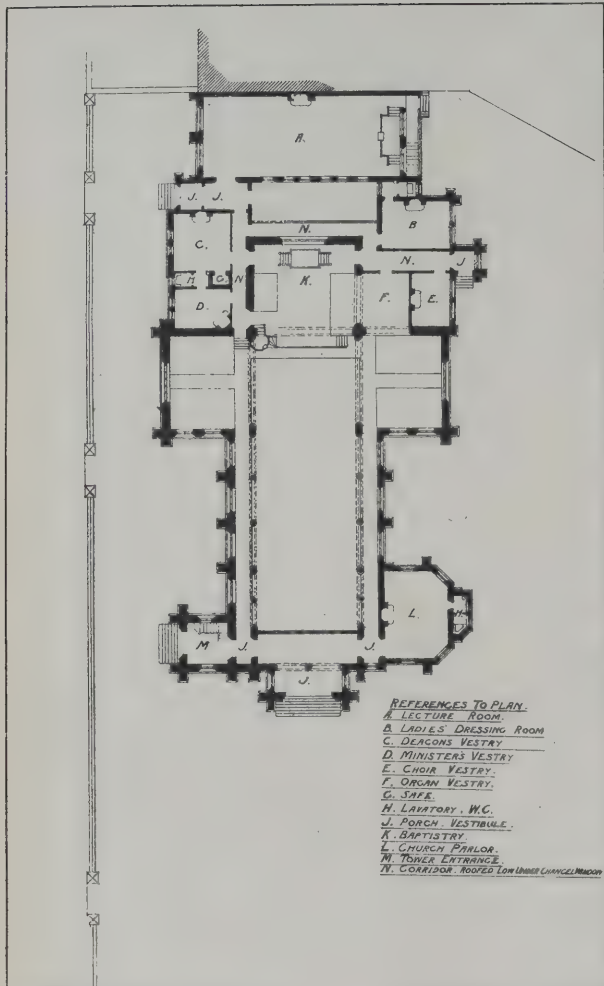 A.
J. J.
B
N.
C.
N. J.
H G. N
K.
F. E.
D.
L.
H.
M J. J.
J.
REFERENCES TO PLAN.
A. LECTURE ROOM.
B. LADIES' DRESSING ROOM
C. DEACONS VESTRY
D. MINISTERS VESTRY
E. CHOIR VESTRY.
F. ORGAN VESTRY.
G. SAFE.
H. LAVATORY. W.C.
J. PORCH. VESTIBULE.
K. BAPTISTRY.
L. CHURCH PARLOR.
M. TOWER ENTRANCE.
N. CORRIDOR. ROOFED LOW UNDER CHANCEL WINDOW